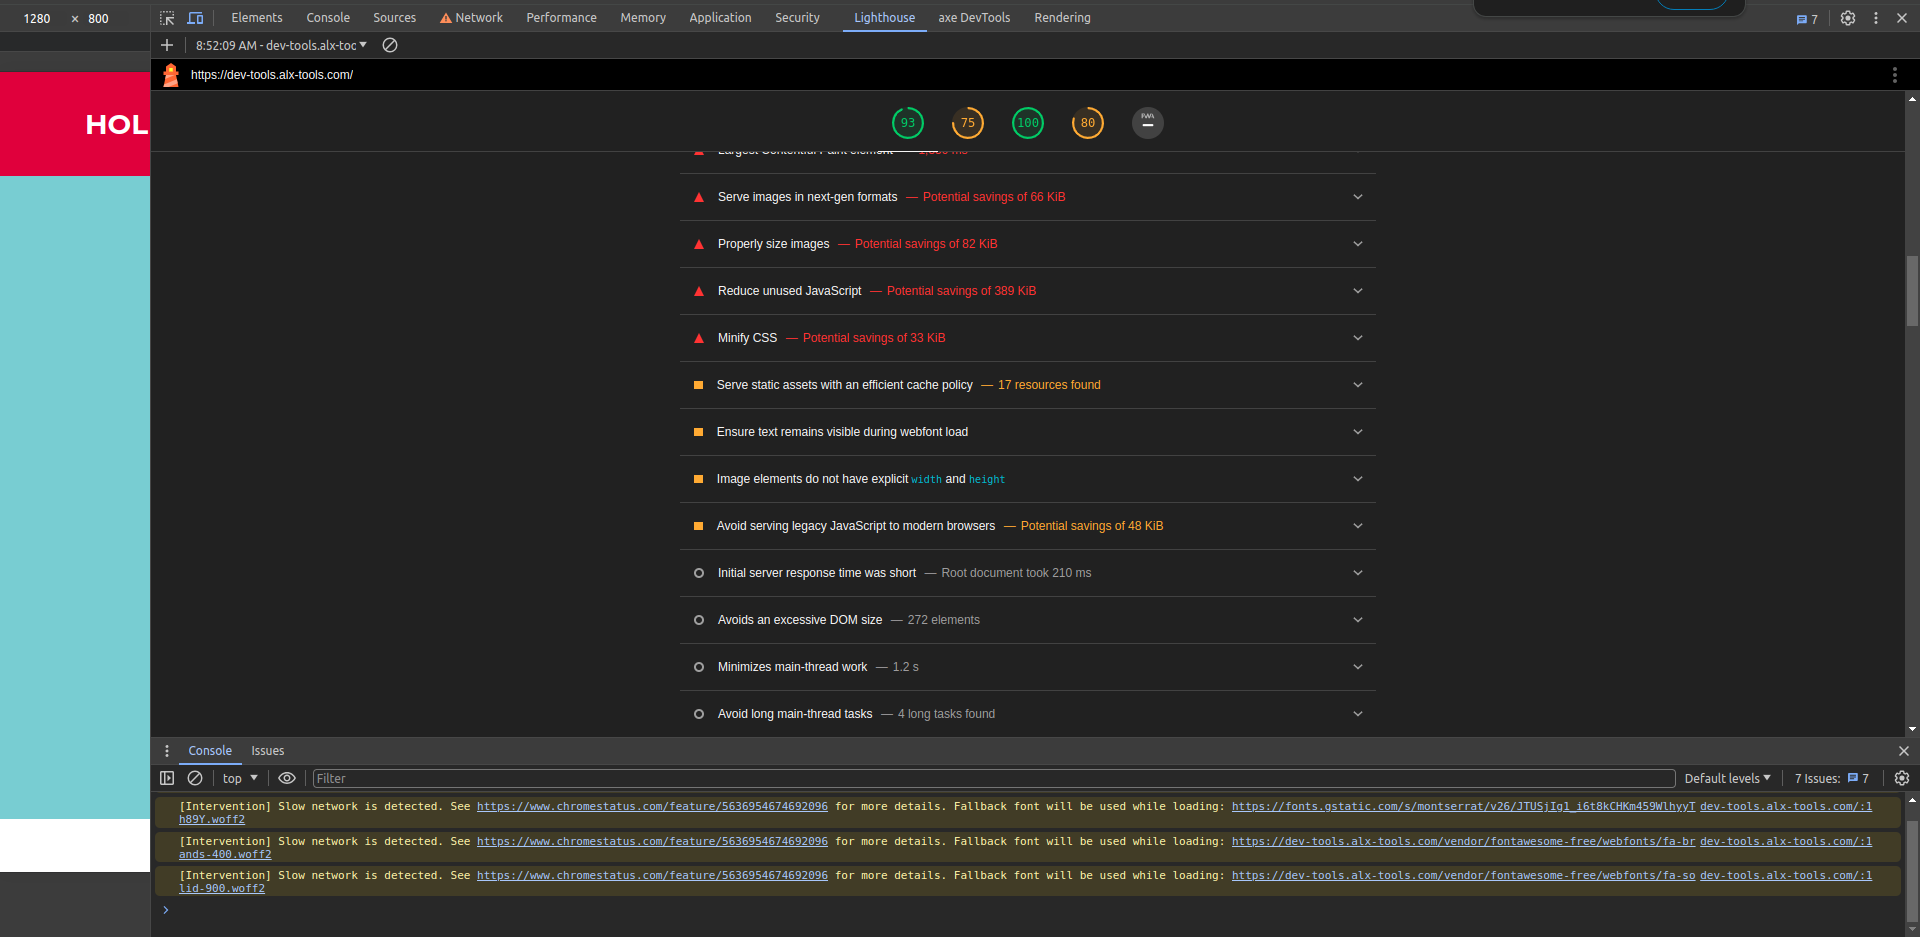 1280 × 800 Elements Console Sources Network Performance Memory Application Security Lighthouse axe DevTools Rendering 7
8:52:09 AM - dev-tools.alx-toc
https://dev-tools.alx-tools.com/
93 75 100 80 PWA
HOL
Largest Contentful Paint element —
Serve images in next-gen formats — Potential savings of 66 KiB
Properly size images — Potential savings of 82 KiB
Reduce unused JavaScript — Potential savings of 389 KiB
Minify CSS — Potential savings of 33 KiB
Serve static assets with an efficient cache policy — 17 resources found
Ensure text remains visible during webfont load
Image elements do not have explicit width and height
Avoid serving legacy JavaScript to modern browsers — Potential savings of 48 KiB
Initial server response time was short — Root document took 210 ms
Avoids an excessive DOM size — 272 elements
Minimizes main-thread work — 1.2 s
Avoid long main-thread tasks — 4 long tasks found
Console Issues
top Filter Default levels 7 Issues: 7
[Intervention] Slow network is detected. See https://www.chromestatus.com/feature/5636954674692096 for more details. Fallback font will be used while loading: https://fonts.gstatic.com/s/montserrat/v26/JTUSjIg1_i6t8kCHKm459WlhyyT dev-tools.alx-tools.com/:1
h89Y.woff2
[Intervention] Slow network is detected. See https://www.chromestatus.com/feature/5636954674692096 for more details. Fallback font will be used while loading: https://dev-tools.alx-tools.com/vendor/fontawesome-free/webfonts/fa-br dev-tools.alx-tools.com/:1
ands-400.woff2
[Intervention] Slow network is detected. See https://www.chromestatus.com/feature/5636954674692096 for more details. Fallback font will be used while loading: https://dev-tools.alx-tools.com/vendor/fontawesome-free/webfonts/fa-so dev-tools.alx-tools.com/:1
lid-900.woff2